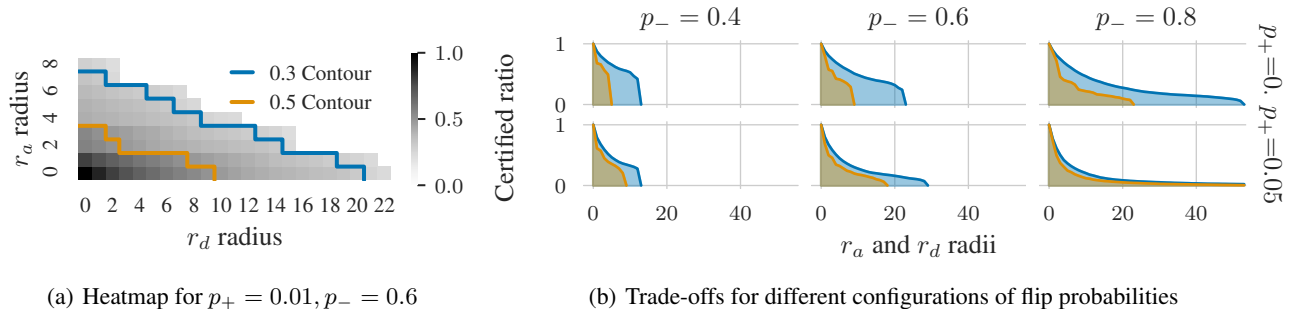 r_a radius
8
6
4
2
0
0 2 4 6 8 10 12 14 16 18 20 22
r_d radius
0.3 Contour
0.5 Contour
1.0
0.5
0.0
(a) Heatmap for p_+ = 0.01, p_- = 0.6
p_- = 0.4 p_- = 0.6 p_- = 0.8
Certified ratio
1
0
1
0
p_+=0.
p_+=0.05
0 20 40 0 20 40 0 20 40
r_a and r_d radii
(b) Trade-offs for different configurations of flip probabilities